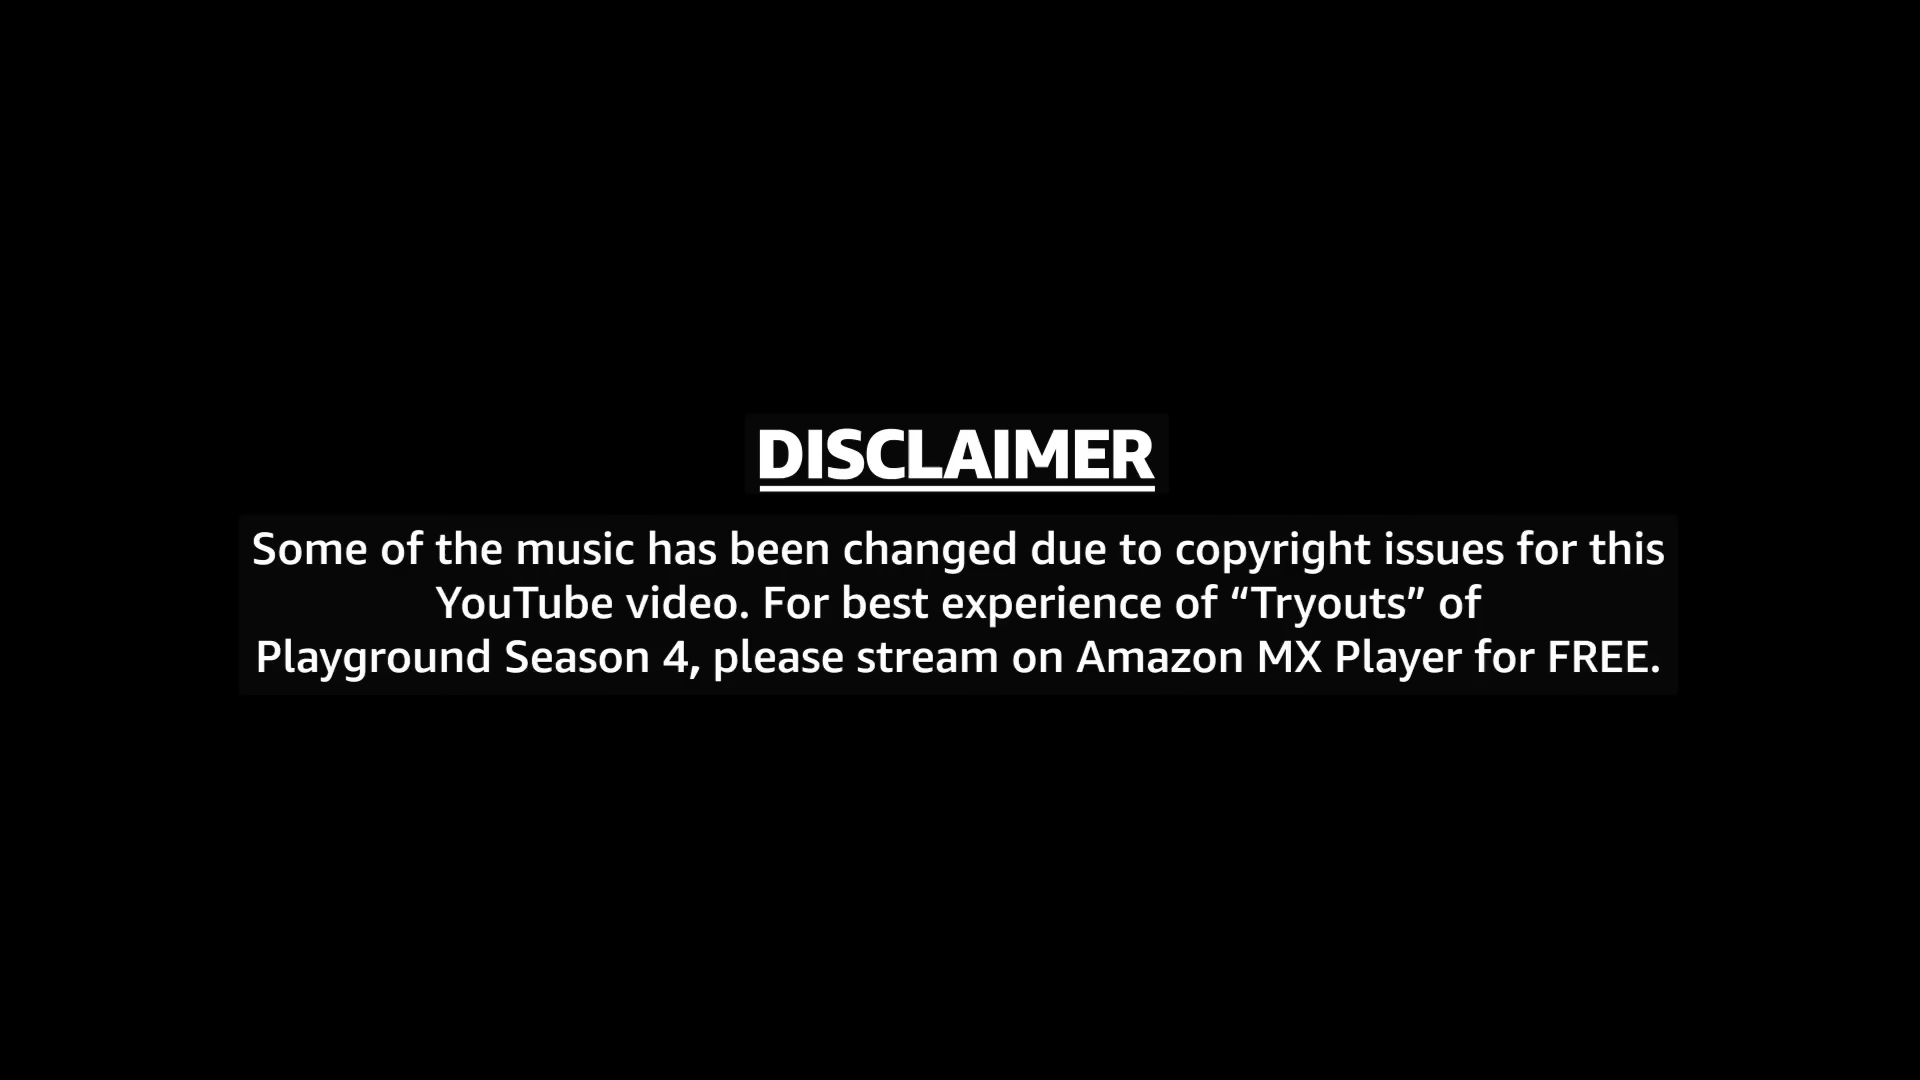 DISCLAIMER
Some of the music has been changed due to copyright issues for this
YouTube video. For best experience of “Tryouts” of
Playground Season 4, please stream on Amazon MX Player for FREE.